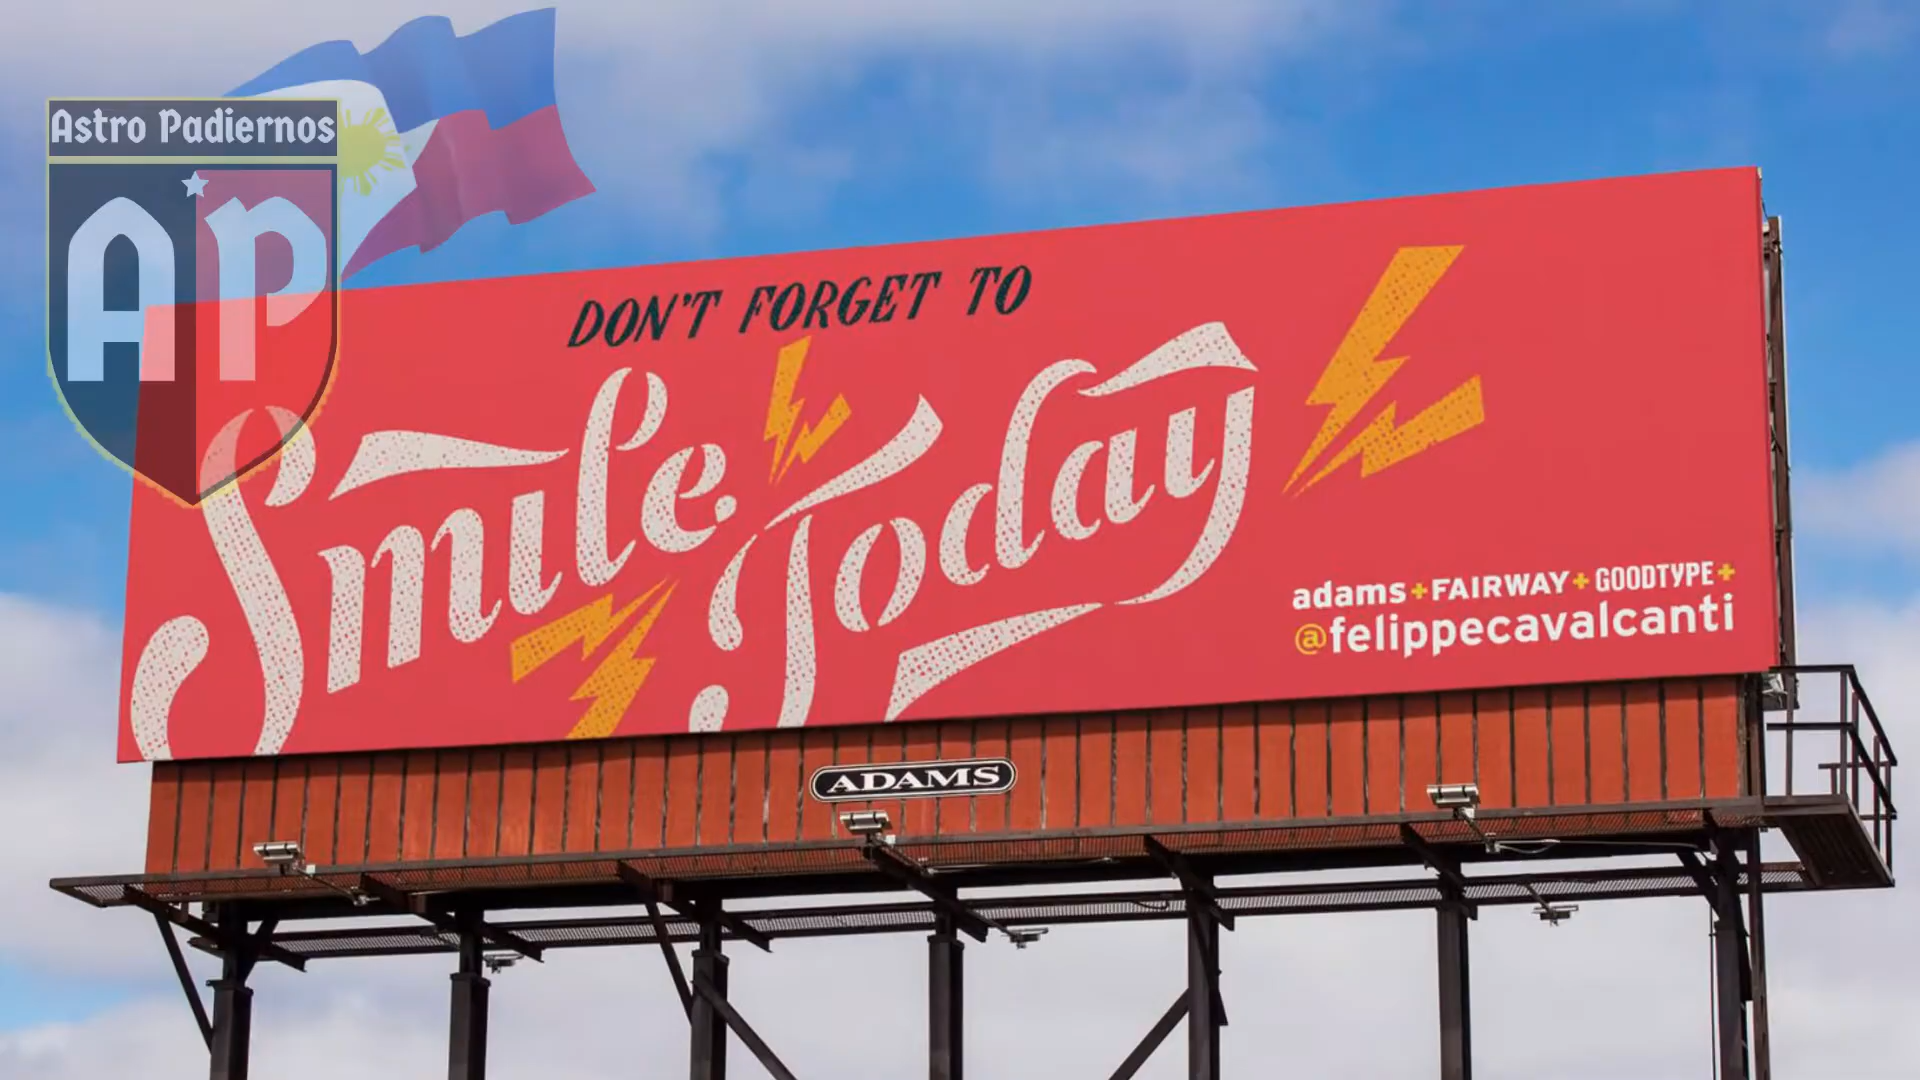 Astro Padiernos
AP
DON'T FORGET TO
Smile Today
adams+FAIRWAY+GOODTYPE+
@felippecavalcanti
ADAMS